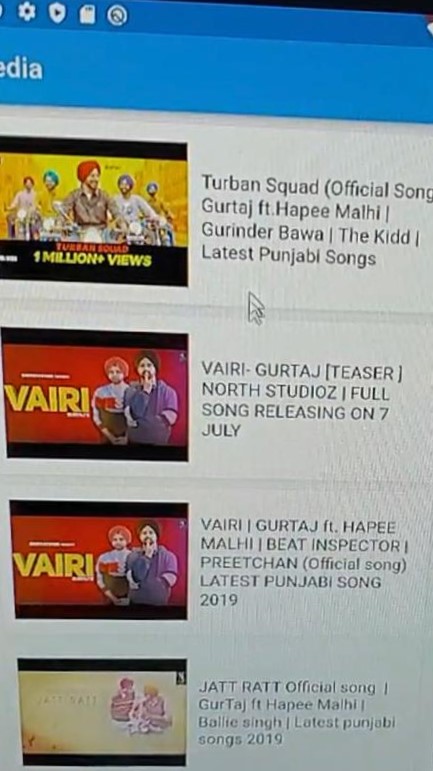 edia
Turban Squad (Official Song
Gurtaj ft.Hapee Malhi |
Gurinder Bawa | The Kidd |
Latest Punjabi Songs
TURBAN SQUAD
1 MILLION+ VIEWS
VAIRI- GURTAJ [TEASER ]
NORTH STUDIOZ | FULL
SONG RELEASING ON 7
JULY
VAIRI
VAIRI | GURTAJ ft. HAPEE
MALHI | BEAT INSPECTOR |
PREETCHAN (Official song)
LATEST PUNJABI SONG
2019
VAIRI
JATT RATT Official song |
GurTaj ft Hapee Malhi |
Ballie singh | Latest punjabi
songs 2019
JATT RATT